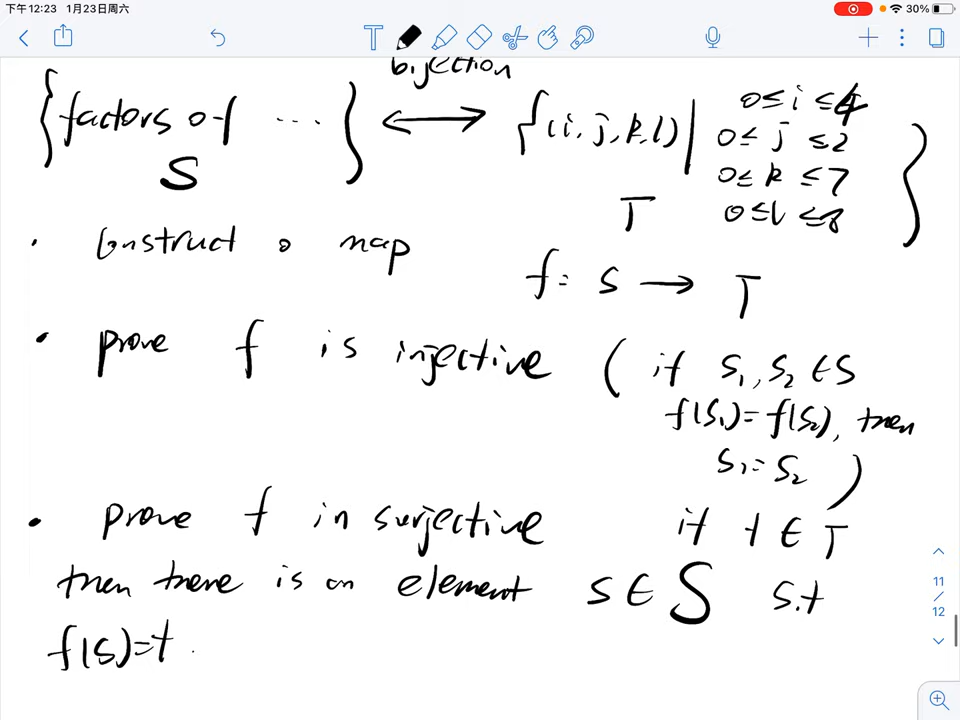 下午12:23 1月23日周六
30%
bijection
{factors of ...} ⟷ {(i, j, k, l) | 0≤ i ≤4
0≤ j ≤2
0≤ k ≤7
0≤ l ≤8 }
S T
· Construct a map
f: S → T
· prove f is injective ( if S1, S2 ∈ S
f(S1) = f(S2), then
S1 = S2 )
· prove f in surjective if t ∈ T
then there is an element s ∈ S s.t
f(s)=t .
11
/
12